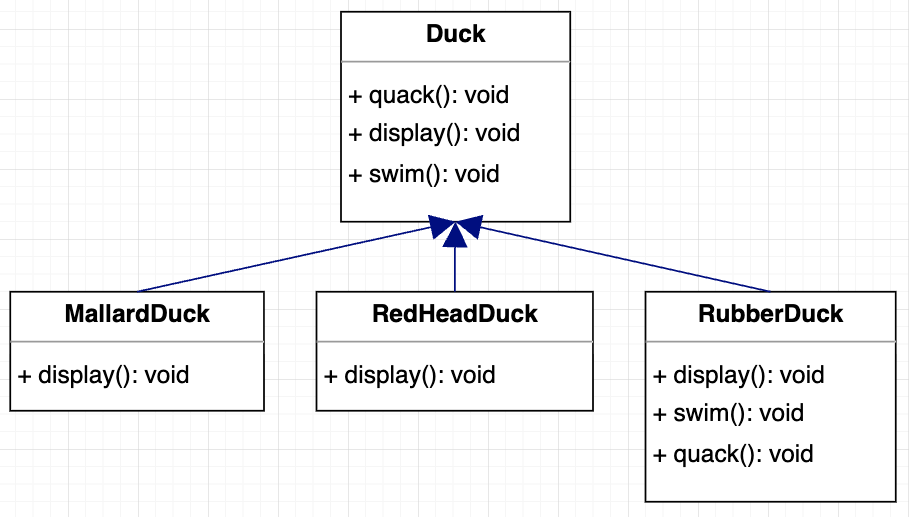 Duck
+ quack(): void
+ display(): void
+ swim(): void
MallardDuck
+ display(): void
RedHeadDuck
+ display(): void
RubberDuck
+ display(): void
+ swim(): void
+ quack(): void